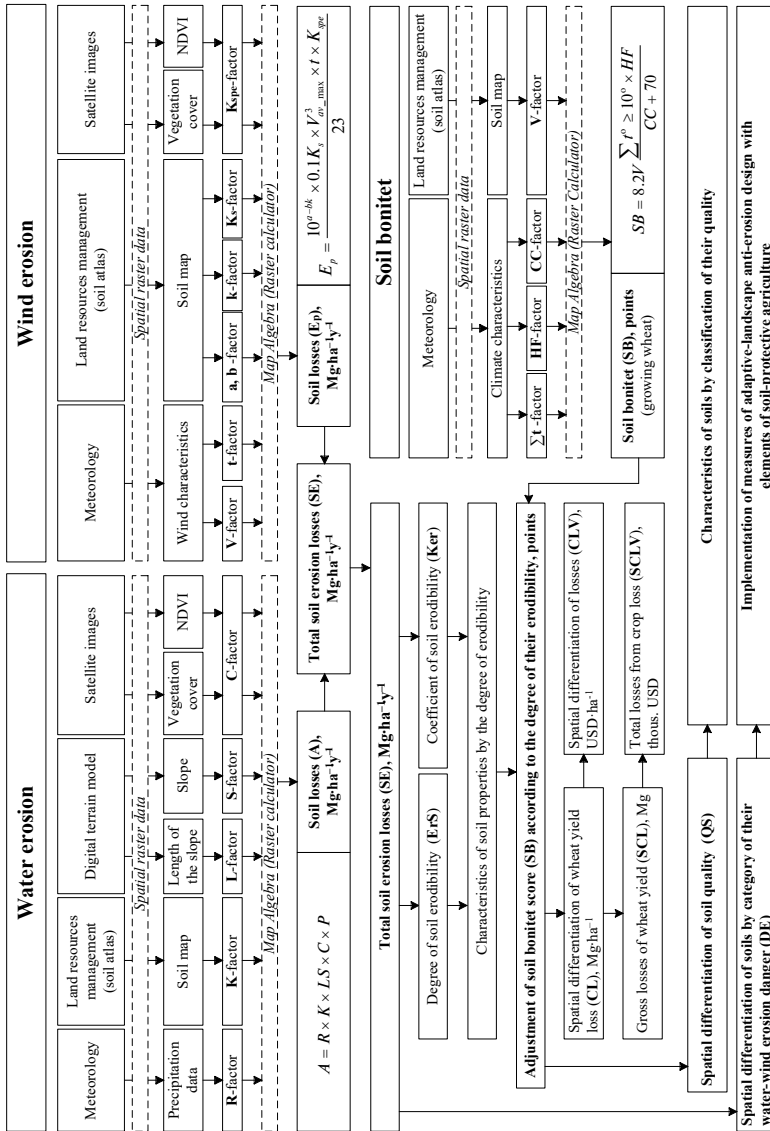 Water erosion
Meteorology
Land resources
management
(soil atlas)
Digital terrain model
Satellite images
Spatial raster data
Precipitation
data
Soil map
Length of
the slope
Slope
Vegetation
cover
NDVI
R-factor
K-factor
L-factor
S-factor
C-factor
Map Algebra (Raster calculator)
A = R × K × LS × C × P
Soil losses (A),
Mg·ha⁻¹y⁻¹
Wind erosion
Meteorology
Land resources management
(soil atlas)
Satellite images
Spatial raster data
Wind characteristics
Soil map
Vegetation
cover
NDVI
V-factor
t-factor
a, b -factor
k-factor
Ks-factor
Kspe-factor
Map Algebra (Raster calculator)
Total soil erosion losses (SE),
Mg·ha⁻¹y⁻¹
Soil losses (Ep),
Mg·ha⁻¹y⁻¹
E_p = 10^{a-bk} × 0.1K_s × V^3_{av_max} × t × K_{spe}
23
Total soil erosion losses (SE), Mg·ha⁻¹y⁻¹
Degree of soil erodibility (ErS)
Coefficient of soil erodibility (Ker)
Characteristics of soil properties by the degree of erodibility
Adjustment of soil bonitet score (SB) according to the degree of their erodibility, points
Spatial differentiation of wheat yield
loss (CL), Mg·ha⁻¹
Spatial differentiation of losses (CLV),
USD·ha⁻¹
Gross losses of wheat yield (SCL), Mg
Total losses from crop loss (SCLV),
thous. USD
Soil bonitet
Meteorology
Land resources management
(soil atlas)
Spatial raster data
Climate characteristics
Soil map
∑t -factor
HF-factor
CC-factor
V-factor
Map Algebra (Raster Calculator)
Soil bonitet (SB), points
(growing wheat)
SB = 8.2V ∑ t° ≥ 10° × HF
CC + 70
Spatial differentiation of soil quality (QS)
Characteristics of soils by classification of their quality
Spatial differentiation of soils by category of their
water-wind erosion danger (DE)
Implementation of measures of adaptive-landscape anti-erosion design with
elements of soil-protective agriculture